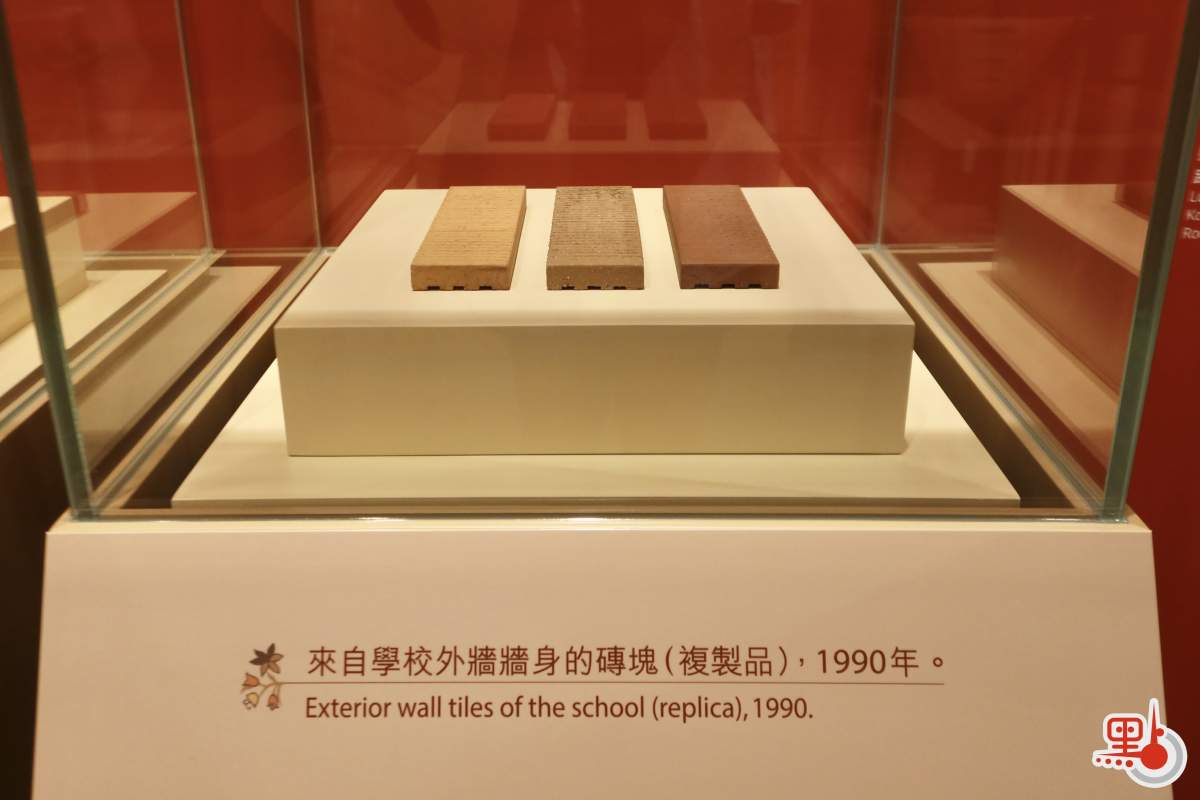 來自學校外牆牆身的磚塊(複製品),1990年。
Exterior wall tiles of the school (replica), 1990.
點